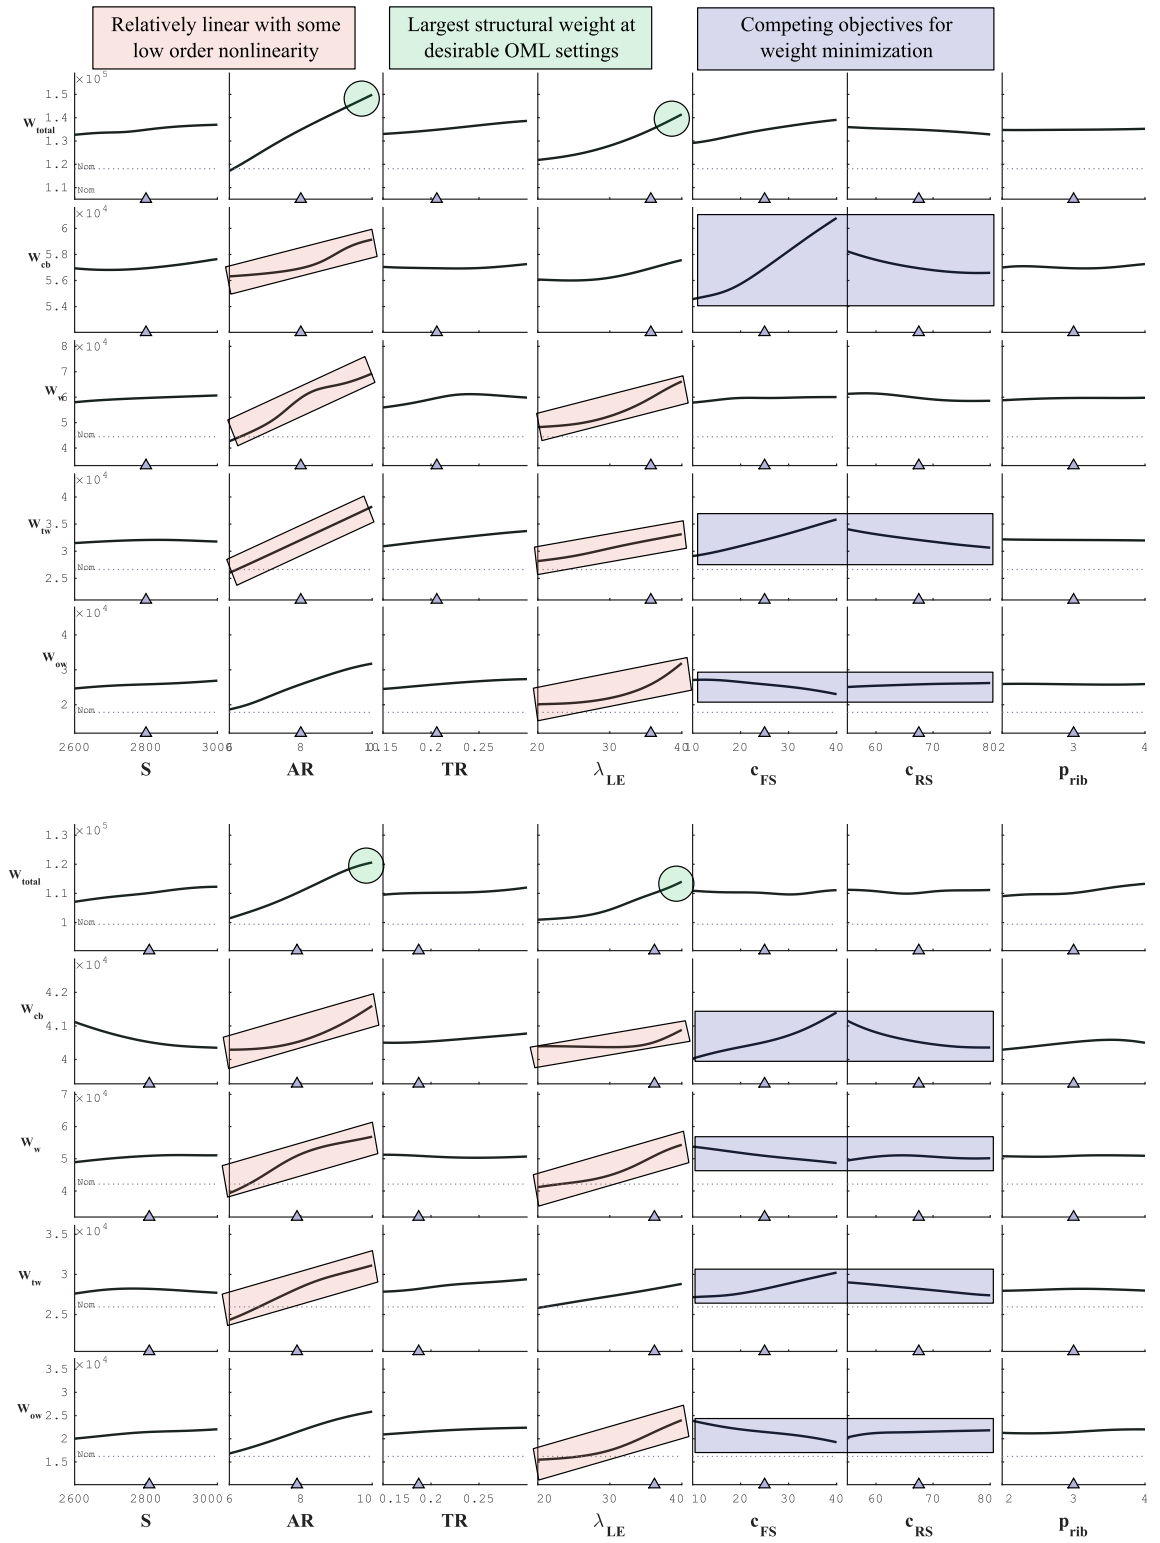 Relatively linear with some
low order nonlinearity
Largest structural weight at
desirable OML settings
Competing objectives for
weight minimization
×10^5
1.5
1.4
1.3
1.2
1.1
W_total
Nom
Nom
×10^4
6
5.8
5.6
5.4
W_cb
×10^4
8
7
6
5
4
W_w
Nom
×10^4
4
3.5
3
2.5
W_tw
Nom
×10^4
4
3
2
W_ow
Nom
2600 2800 3000 6 8 10 0.15 0.2 0.25 20 30 40 10 20 30 40 60 70 80 2 3 4
S AR TR λ_LE c_FS c_RS p_rib
×10^5
1.3
1.2
1.1
1
W_total
Nom
×10^4
4.2
4.1
4
W_cb
×10^4
7
6
5
4
W_w
Nom
×10^4
3.5
3
2.5
W_tw
Nom
×10^4
3.5
3
2.5
2
1.5
W_ow
Nom
2600 2800 3000 6 8 10 0.15 0.2 0.25 20 30 40 10 20 30 40 60 70 80 2 3 4
S AR TR λ_LE c_FS c_RS p_rib